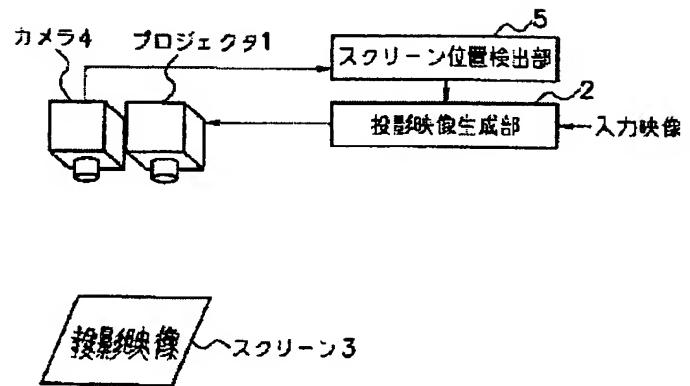 カメラ4
プロジェクタ1
5
スクリーン位置検出部
2
投影映像生成部
入力映像
投影映像
スクリーン3